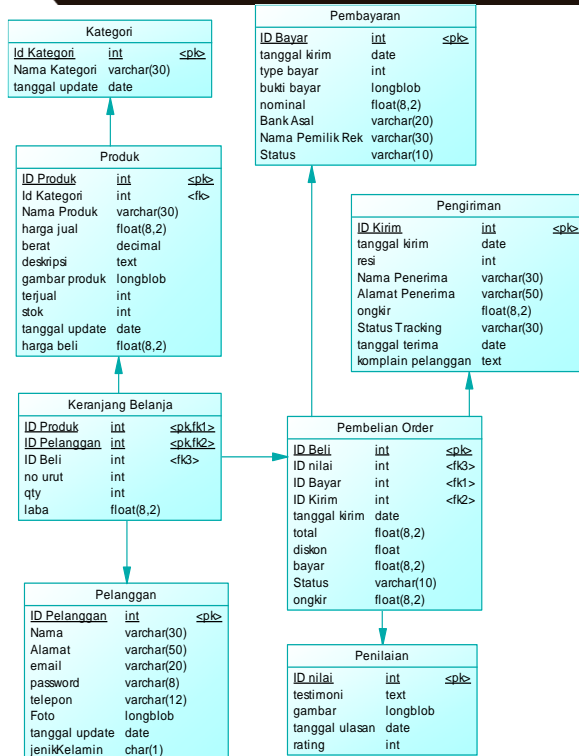 Kategori
Id Kategori int <pk>
Nama Kategori varchar(30)
tanggal update date
Pembayaran
ID Bayar int <pk>
tanggal kirim date
type bayar int
bukti bayar longblob
nominal float(8,2)
Bank Asal varchar(20)
Nama Pemilik Rek varchar(30)
Status varchar(10)
Produk
ID Produk int <pk>
Id Kategori int <fk>
Nama Produk varchar(30)
harga jual float(8,2)
berat decimal
deskripsi text
gambar produk longblob
terjual int
stok int
tanggal update date
harga beli float(8,2)
Pengiriman
ID Kirim int <pk>
tanggal kirim date
resi int
Nama Penerima varchar(30)
Alamat Penerima varchar(50)
ongkir float(8,2)
Status Tracking varchar(30)
tanggal terima date
komplain pelanggan text
Keranjang Belanja
ID Produk int <pk,fk1>
ID Pelanggan int <pk,fk2>
ID Beli int <fk3>
no urut int
qty int
laba float(8,2)
Pembelian Order
ID Beli int <pk>
ID nilai int <fk3>
ID Bayar int <fk1>
ID Kirim int <fk2>
tanggal kirim date
total float(8,2)
diskon float
bayar float(8,2)
Status varchar(10)
ongkir float(8,2)
Pelanggan
ID Pelanggan int <pk>
Nama varchar(30)
Alamat varchar(50)
email varchar(20)
password varchar(8)
telepon varchar(12)
Foto longblob
tanggal update date
jenikKelamin char(1)
Penilaian
ID nilai int <pk>
testimoni text
gambar longblob
tanggal ulasan date
rating int